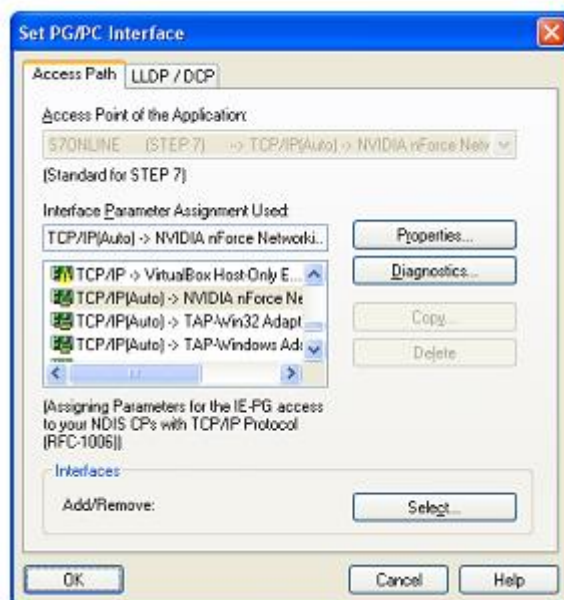 Set PG/PC Interface
Access Path
LLDP / DCP
Access Point of the Application:
S7ONLINE (STEP 7) --> TCP/IP(Auto) -> NVIDIA nForce Netw
(Standard for STEP 7)
Interface Parameter Assignment Used:
TCP/IP(Auto) -> NVIDIA nForce Networki..
Properties...
TCP/IP -> VirtualBox Host-Only E...
Diagnostics...
TCP/IP(Auto) -> NVIDIA nForce Ne
TCP/IP(Auto) -> TAP-Win32 Adapt
Copy...
TCP/IP(Auto) -> TAP-Windows Ada
Delete
(Assigning Parameters for the IE-PG access
to your NDIS CPs with TCP/IP Protocol
(RFC-1006))
Interfaces
Add/Remove:
Select...
OK
Cancel
Help